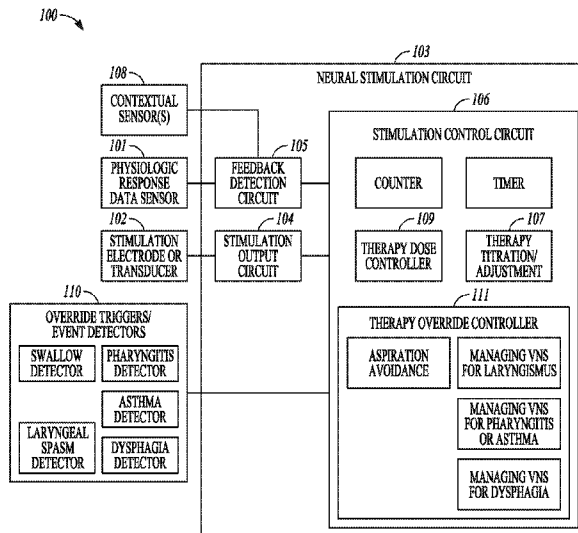 100
103
NEURAL STIMULATION CIRCUIT
108
CONTEXTUAL
SENSOR(S)
106
STIMULATION CONTROL CIRCUIT
101
PHYSIOLOGIC
RESPONSE
DATA SENSOR
105
FEEDBACK
DETECTION
CIRCUIT
COUNTER
TIMER
102
STIMULATION
ELECTRODE OR
TRANSDUCER
104
STIMULATION
OUTPUT
CIRCUIT
109
THERAPY DOSE
CONTROLLER
107
THERAPY
TITRATION/
ADJUSTMENT
110
OVERRIDE TRIGGERS/
EVENT DETECTORS
SWALLOW
DETECTOR
PHARYNGITIS
DETECTOR
ASTHMA
DETECTOR
LARYNGEAL
SPASM
DETECTOR
DYSPHAGIA
DETECTOR
111
THERAPY OVERRIDE CONTROLLER
ASPIRATION
AVOIDANCE
MANAGING VNS
FOR LARYNGISMUS
MANAGING VNS
FOR PHARYNGITIS
OR ASTHMA
MANAGING VNS
FOR DYSPHAGIA